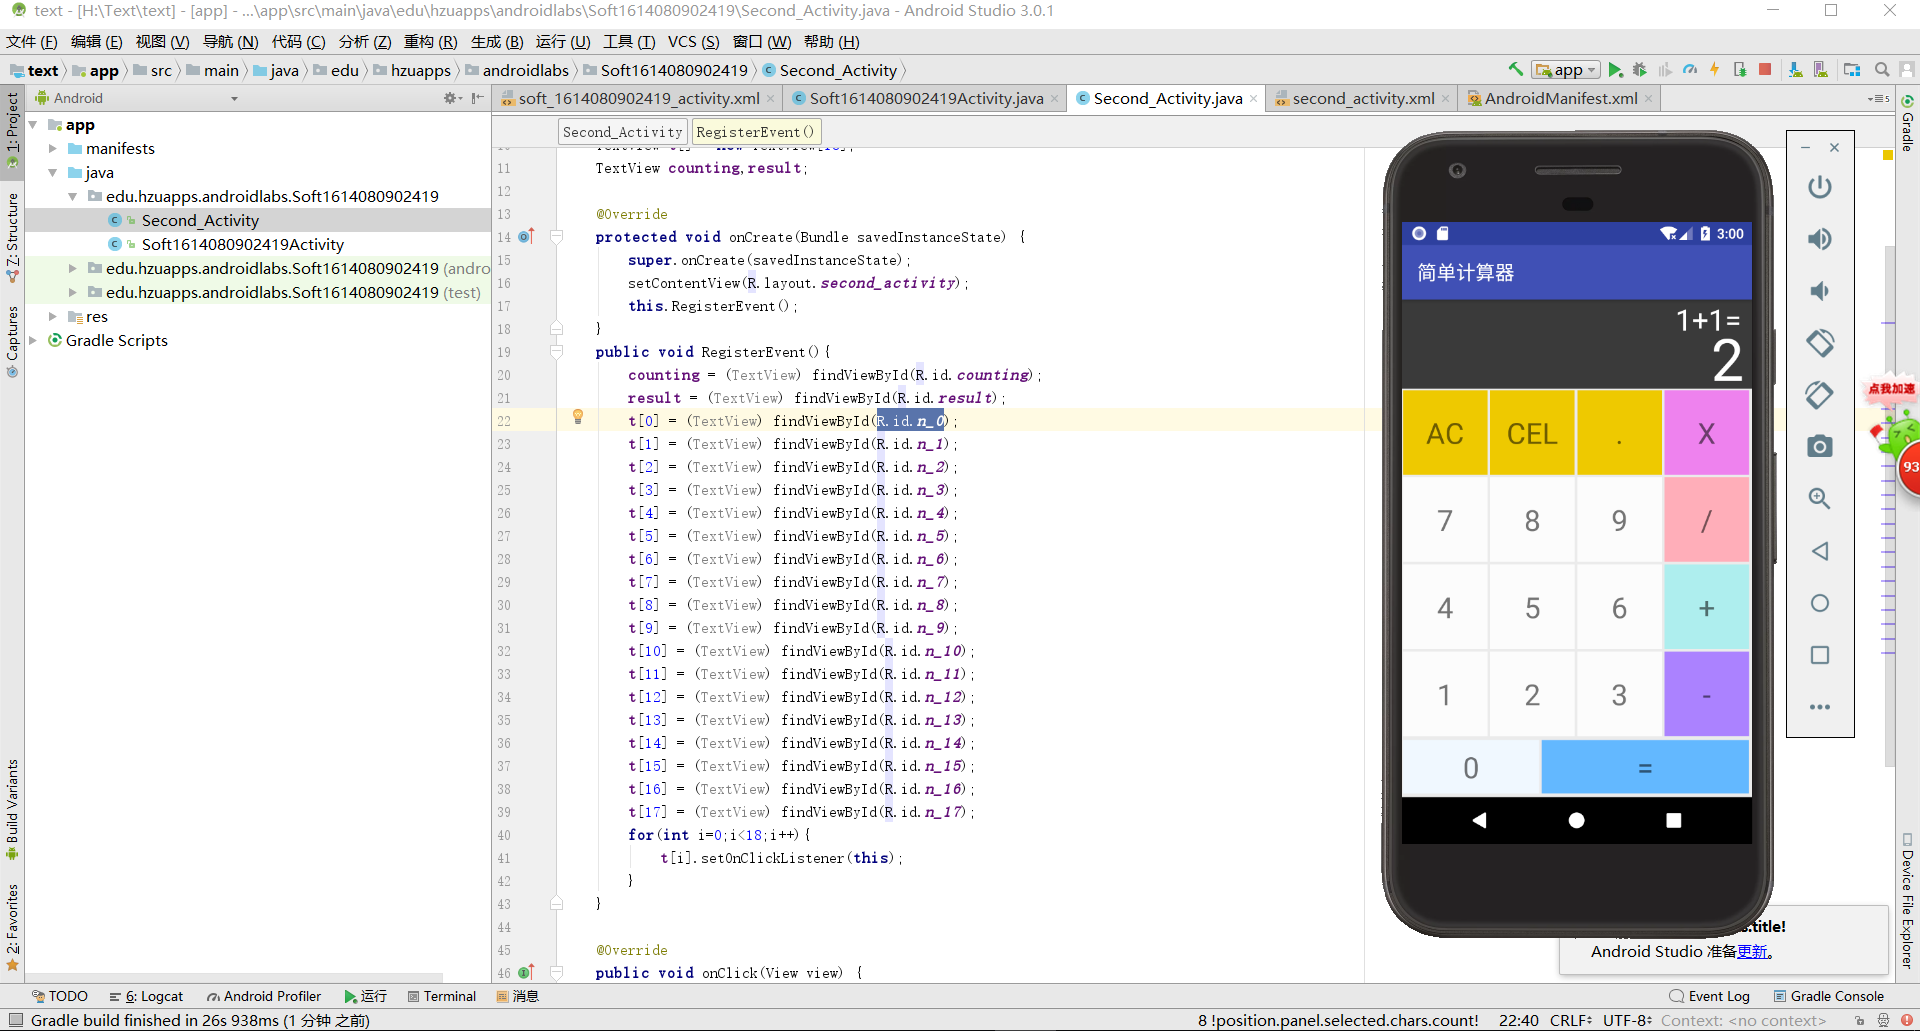 text - [H:\Text\text] - [app] - ...\app\src\main\java\edu\hzuapps\androidlabs\Soft1614080902419\Second_Activity.java - Android Studio 3.0.1
文件 (F) 编辑 (E) 视图 (V) 导航 (N) 代码 (C) 分析 (Z) 重构 (R) 生成 (B) 运行 (U) 工具 (T) VCS (S) 窗口 (W) 帮助 (H)
text app src main java edu hzuapps androidlabs Soft1614080902419 Second_Activity app
Android soft_1614080902419_activity.xml Soft1614080902419Activity.java Second_Activity.java second_activity.xml AndroidManifest.xml 5
1: Project
Z: Structure
Captures
Build Variants
2: Favorites
app
manifests
java
edu.hzuapps.androidlabs.Soft1614080902419
Second_Activity
Soft1614080902419Activity
edu.hzuapps.androidlabs.Soft1614080902419 (andro
edu.hzuapps.androidlabs.Soft1614080902419 (test)
res
Gradle Scripts
Second_Activity RegisterEvent()
11 TextView counting,result;
12
13 @Override
14 protected void onCreate(Bundle savedInstanceState) {
15 super.onCreate(savedInstanceState);
16 setContentView(R.layout.second_activity);
17 this.RegisterEvent();
18 }
19 public void RegisterEvent(){
20 counting = (TextView) findViewById(R.id.counting);
21 result = (TextView) findViewById(R.id.result);
22 t[0] = (TextView) findViewById(R.id.n_0);
23 t[1] = (TextView) findViewById(R.id.n_1);
24 t[2] = (TextView) findViewById(R.id.n_2);
25 t[3] = (TextView) findViewById(R.id.n_3);
26 t[4] = (TextView) findViewById(R.id.n_4);
27 t[5] = (TextView) findViewById(R.id.n_5);
28 t[6] = (TextView) findViewById(R.id.n_6);
29 t[7] = (TextView) findViewById(R.id.n_7);
30 t[8] = (TextView) findViewById(R.id.n_8);
31 t[9] = (TextView) findViewById(R.id.n_9);
32 t[10] = (TextView) findViewById(R.id.n_10);
33 t[11] = (TextView) findViewById(R.id.n_11);
34 t[12] = (TextView) findViewById(R.id.n_12);
35 t[13] = (TextView) findViewById(R.id.n_13);
36 t[14] = (TextView) findViewById(R.id.n_14);
37 t[15] = (TextView) findViewById(R.id.n_15);
38 t[16] = (TextView) findViewById(R.id.n_16);
39 t[17] = (TextView) findViewById(R.id.n_17);
40 for(int i=0;i<18;i++){
41 t[i].setOnClickListener(this);
42 }
43 }
44
45 @Override
46 public void onClick(View view) {
3:00
简单计算器
1+1=
2
AC CEL . X
7 8 9 /
4 5 6 +
1 2 3 -
0 =
点我加速
93
Gradle
Device File Explorer
s.title!
Android Studio 准备更新。
TODO 6: Logcat Android Profiler 运行 Terminal 消息 Event Log Gradle Console
Gradle build finished in 26s 938ms (1 分钟 之前) 8 !position.panel.selected.chars.count! 22:40 CRLF UTF-8 Context: <no context>